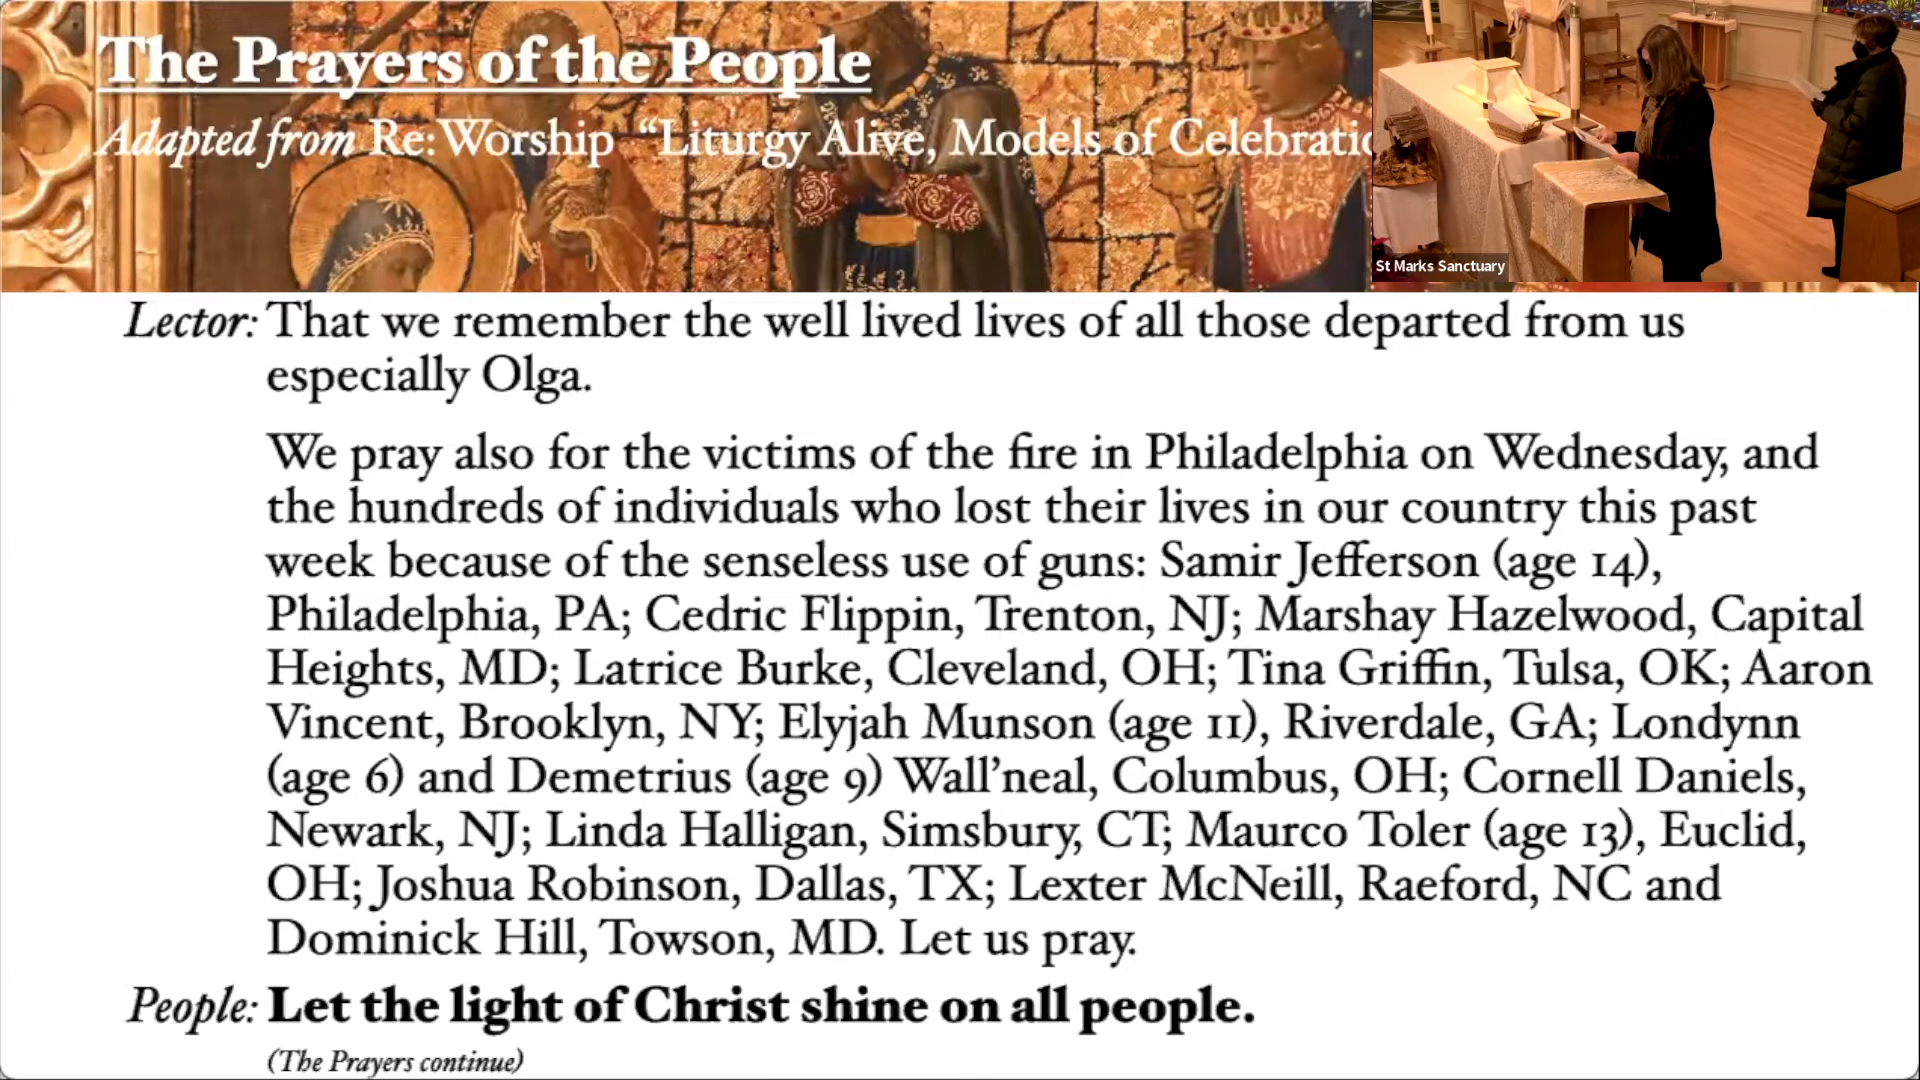 The Prayers of the People
Adapted from Re:Worship “Liturgy Alive, Models of
St Marks Sanctuary
Lector: That we remember the well lived lives of all those departed from us
especially Olga.
We pray also for the victims of the fire in Philadelphia on Wednesday, and
the hundreds of individuals who lost their lives in our country this past
week because of the senseless use of guns: Samir Jefferson (age 14),
Philadelphia, PA; Cedric Flippin, Trenton, NJ; Marshay Hazelwood, Capital
Heights, MD; Latrice Burke, Cleveland, OH; Tina Griffin, Tulsa, OK; Aaron
Vincent, Brooklyn, NY; Elyjah Munson (age 11), Riverdale, GA; Londynn
(age 6) and Demetrius (age 9) Wall’neal, Columbus, OH; Cornell Daniels,
Newark, NJ; Linda Halligan, Simsbury, CT; Maurco Toler (age 13), Euclid,
OH; Joshua Robinson, Dallas, TX; Lexter McNeill, Raeford, NC and
Dominick Hill, Towson, MD. Let us pray.
People: Let the light of Christ shine on all people.
(The Prayers continue)